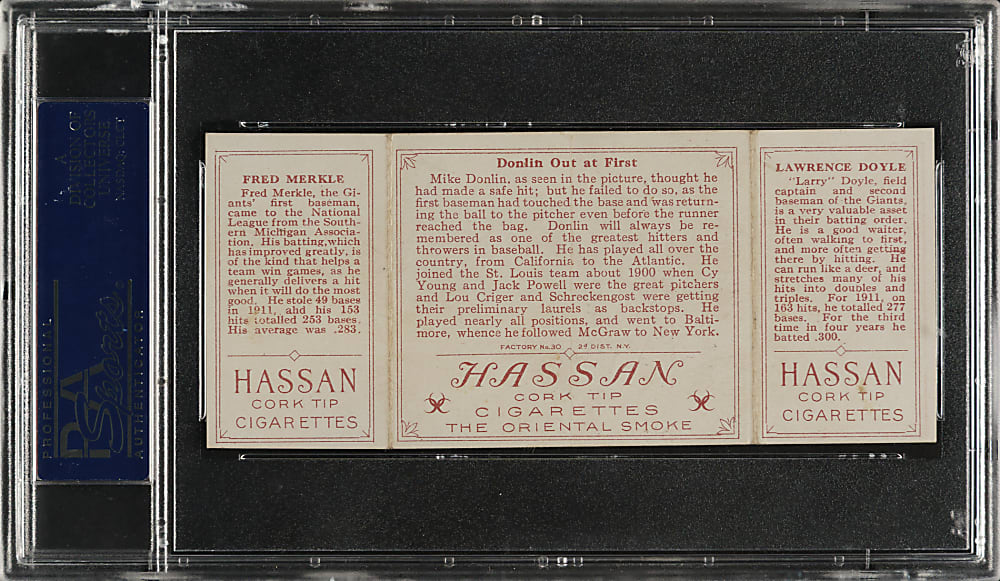 A
DIVISION OF
COLLECTORS
UNIVERSE
NASDAQ: CLCT
PROFESSIONAL
PSA
Sports
AUTHENTICATOR
FRED MERKLE
Fred Merkle, the Gi-
ants' first baseman,
came to the National
League from the South-
ern Michigan Associa-
tion. His batting, which
has improved greatly, is
of the kind that helps a
team win games, as he
generally delivers a hit
when it will do the most
good. He stole 49 bases
in 1911, and his 153
hits totalled 253 bases.
His average was .283.
HASSAN
CORK TIP
CIGARETTES
Donlin Out at First
Mike Donlin, as seen in the picture, thought he
had made a safe hit; but he failed to do so, as the
first baseman had touched the base and was return-
ing the ball to the pitcher even before the runner
reached the bag. Donlin will always be re-
membered as one of the greatest hitters and
throwers in baseball. He has played all over the
country, from California to the Atlantic. He
joined the St. Louis team about 1900 when Cy
Young and Jack Powell were the great pitchers
and Lou Criger and Schreckengost were getting
their preliminary laurels as backstops. He
played nearly all positions, and went to Balti-
more, whence he followed McGraw to New York.
FACTORY No. 30 2d DIST. N.Y.
HASSAN
CORK TIP
CIGARETTES
THE ORIENTAL SMOKE
LAWRENCE DOYLE
"Larry" Doyle, field
captain and second
baseman of the Giants,
is a very valuable asset
in their batting order.
He is a good waiter,
often walking to first,
and more often getting
there by hitting. He
can run like a deer, and
stretches many of his
hits into doubles and
triples. For 1911, on
163 hits, he totalled 277
bases. For the third
time in four years he
batted .300.
HASSAN
CORK TIP
CIGARETTES